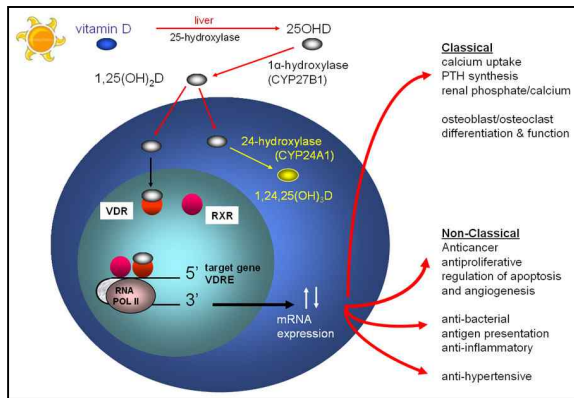 vitamin D
liver
25-hydroxylase
25OHD
1α-hydroxylase
(CYP27B1)
1,25(OH)₂D
24-hydroxylase
(CYP24A1)
1,24,25(OH)₃D
VDR
RXR
RNA
POL II
5'
target gene
VDRE
3'
mRNA
expression
Classical
calcium uptake
PTH synthesis
renal phosphate/calcium
osteoblast/osteoclast
differentiation & function
Non-Classical
Anticancer
antiproliferative
regulation of apoptosis
and angiogenesis
anti-bacterial
antigen presentation
anti-inflammatory
anti-hypertensive